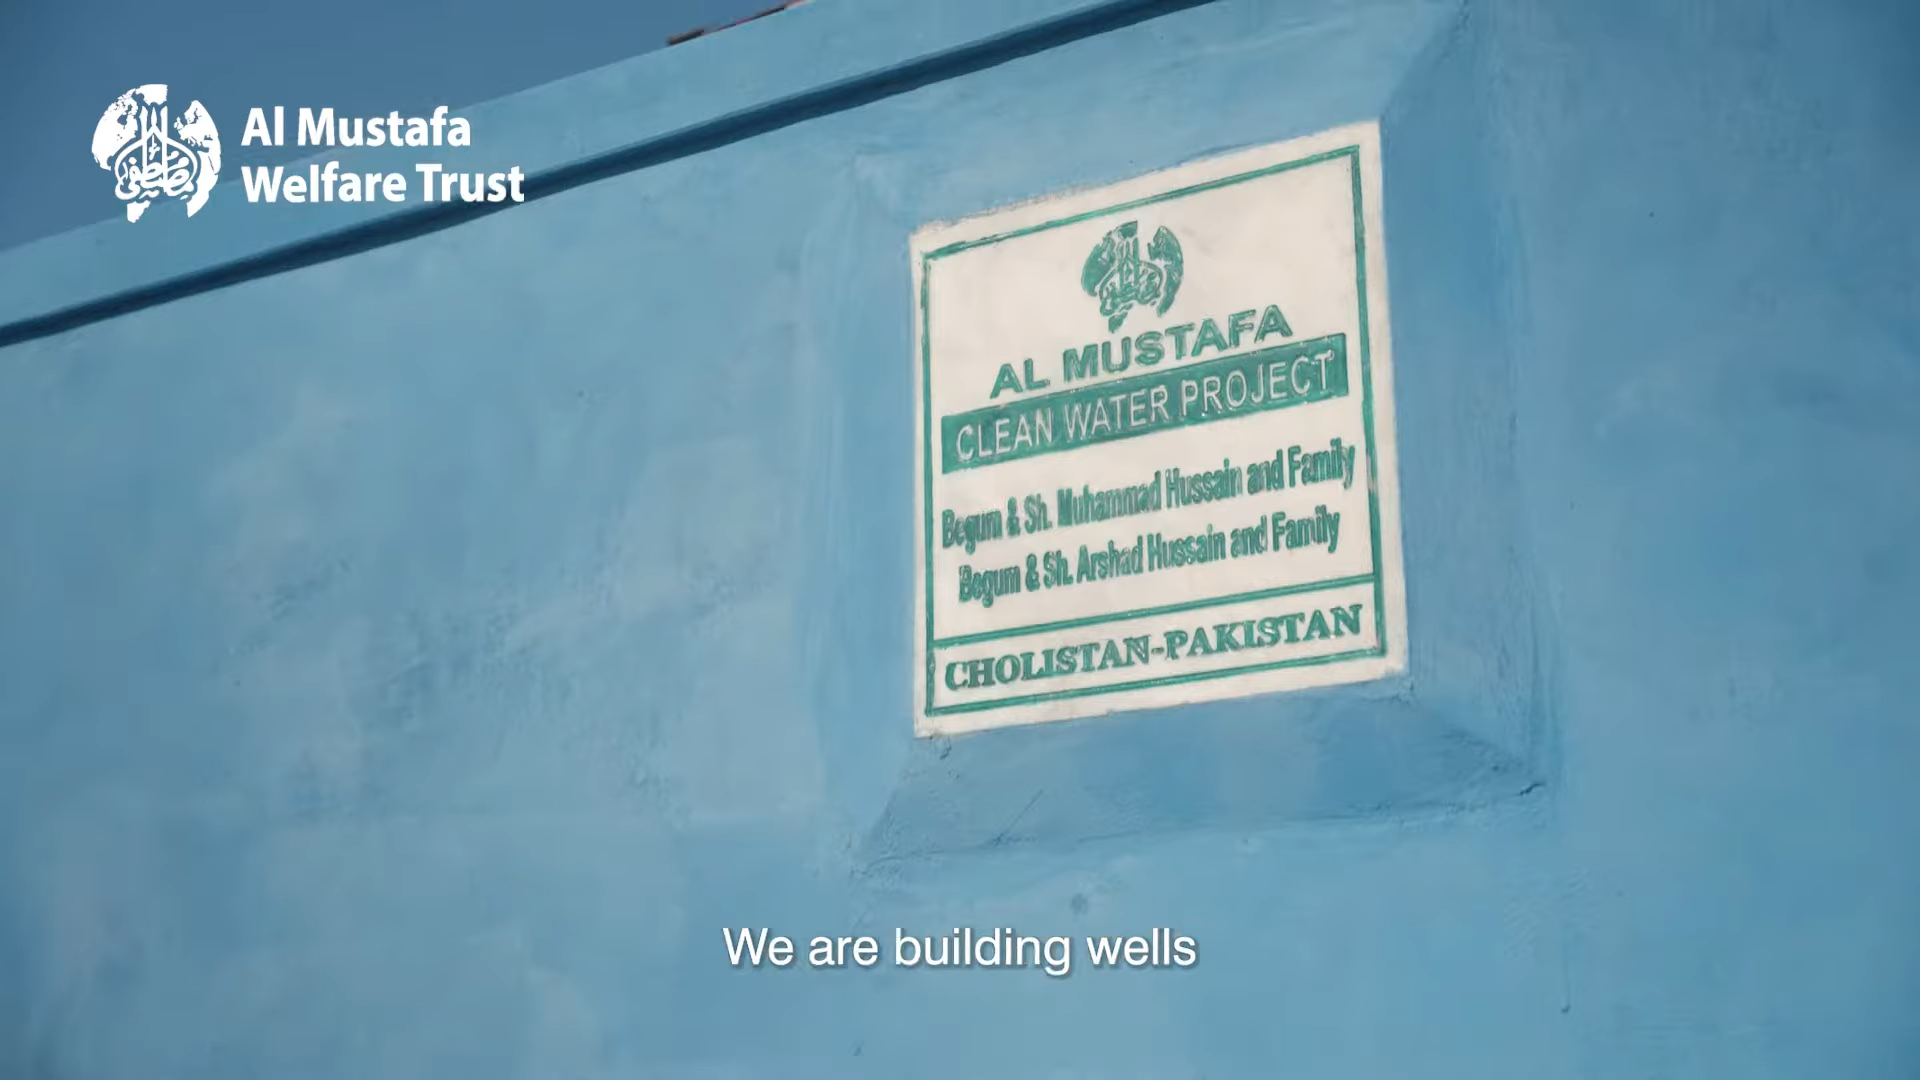 Al Mustafa
Welfare Trust
AL MUSTAFA
CLEAN WATER PROJECT
Begum & Sh. Muhammad Hussain and Family
Begum & Sh. Arshad Hussain and Family
CHOLISTAN-PAKISTAN
We are building wells